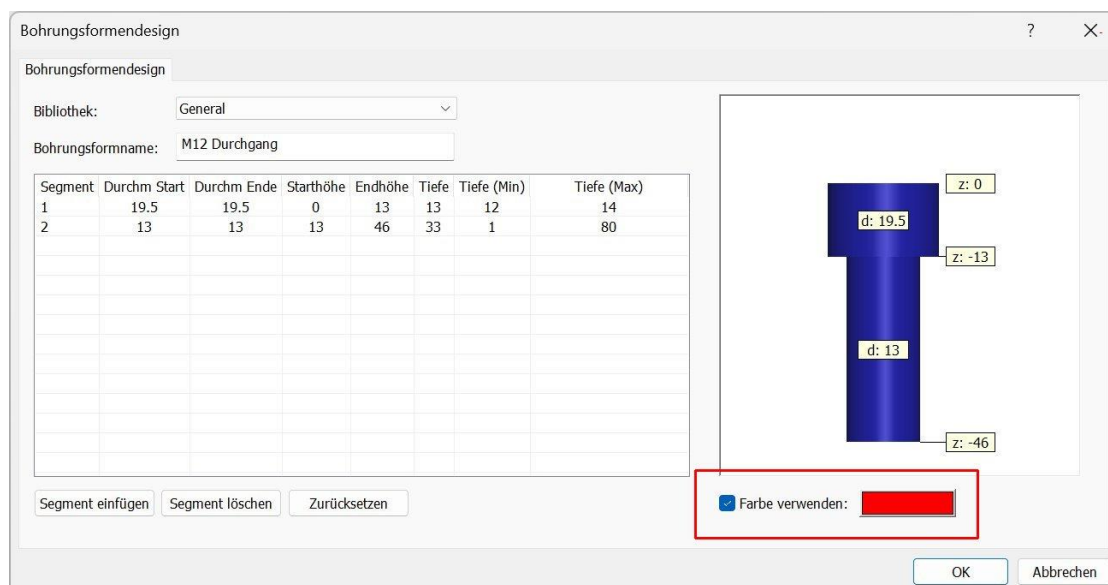 Bohrungsformendesign
Bohrungsformendesign
Bibliothek: General
Bohrungsformname: M12 Durchgang
Segment Durchm Start Durchm Ende Starthöhe Endhöhe Tiefe Tiefe (Min) Tiefe (Max)
1 19.5 19.5 0 13 13 12 14
2 13 13 13 46 33 1 80
z: 0
d: 19.5
z: -13
d: 13
z: -46
Segment einfügen Segment löschen Zurücksetzen Farbe verwenden:
OK Abbrechen